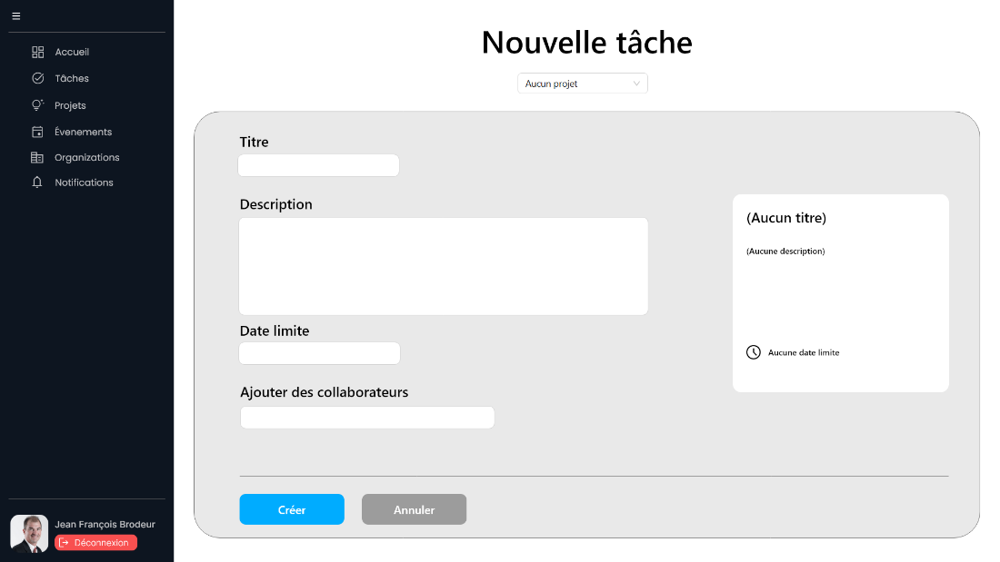 Accueil
Tâches
Projets
Évenements
Organizations
Notifications
Jean François Brodeur
Déconnexion
Nouvelle tâche
Aucun projet
Titre
Description
Date limite
Ajouter des collaborateurs
(Aucun titre)
(Aucune description)
Aucune date limite
Créer
Annuler